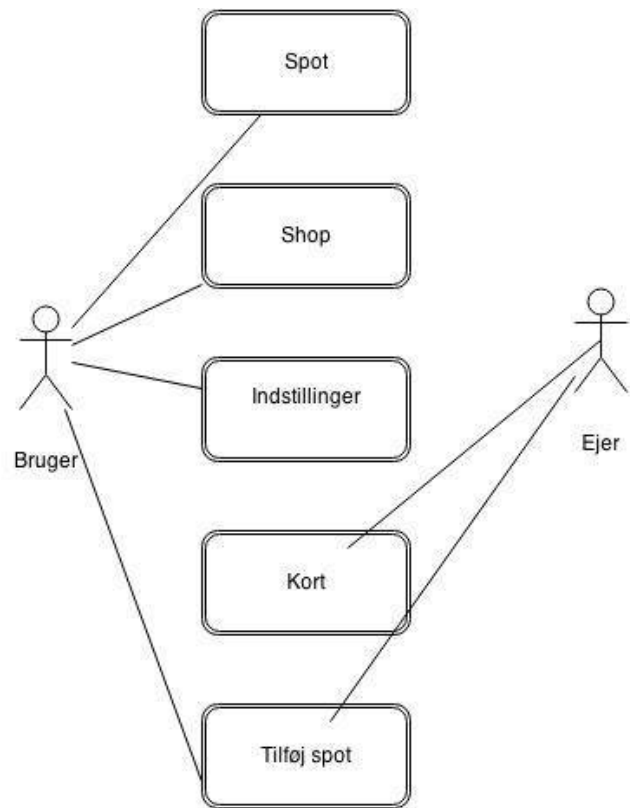 Spot
Shop
Indstillinger
Bruger
Ejer
Kort
Tilføj spot